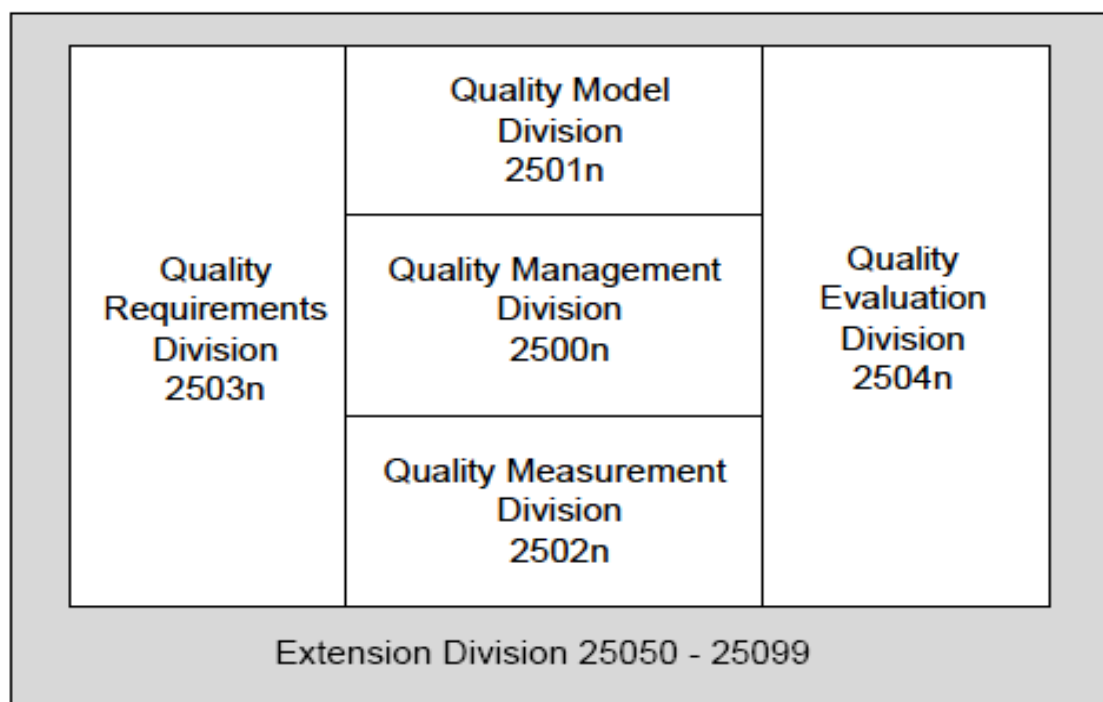 Quality
Requirements
Division
2503n
Quality Model
Division
2501n
Quality Management
Division
2500n
Quality Measurement
Division
2502n
Quality
Evaluation
Division
2504n
Extension Division 25050 - 25099